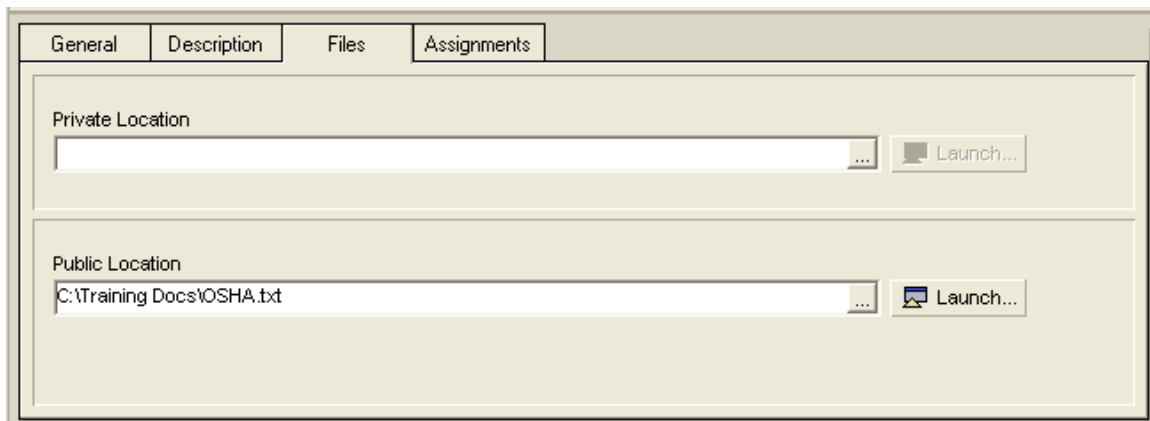 General Description Files Assignments
Private Location
... Launch...
Public Location
C:\Training Docs\OSHA.txt ... Launch...